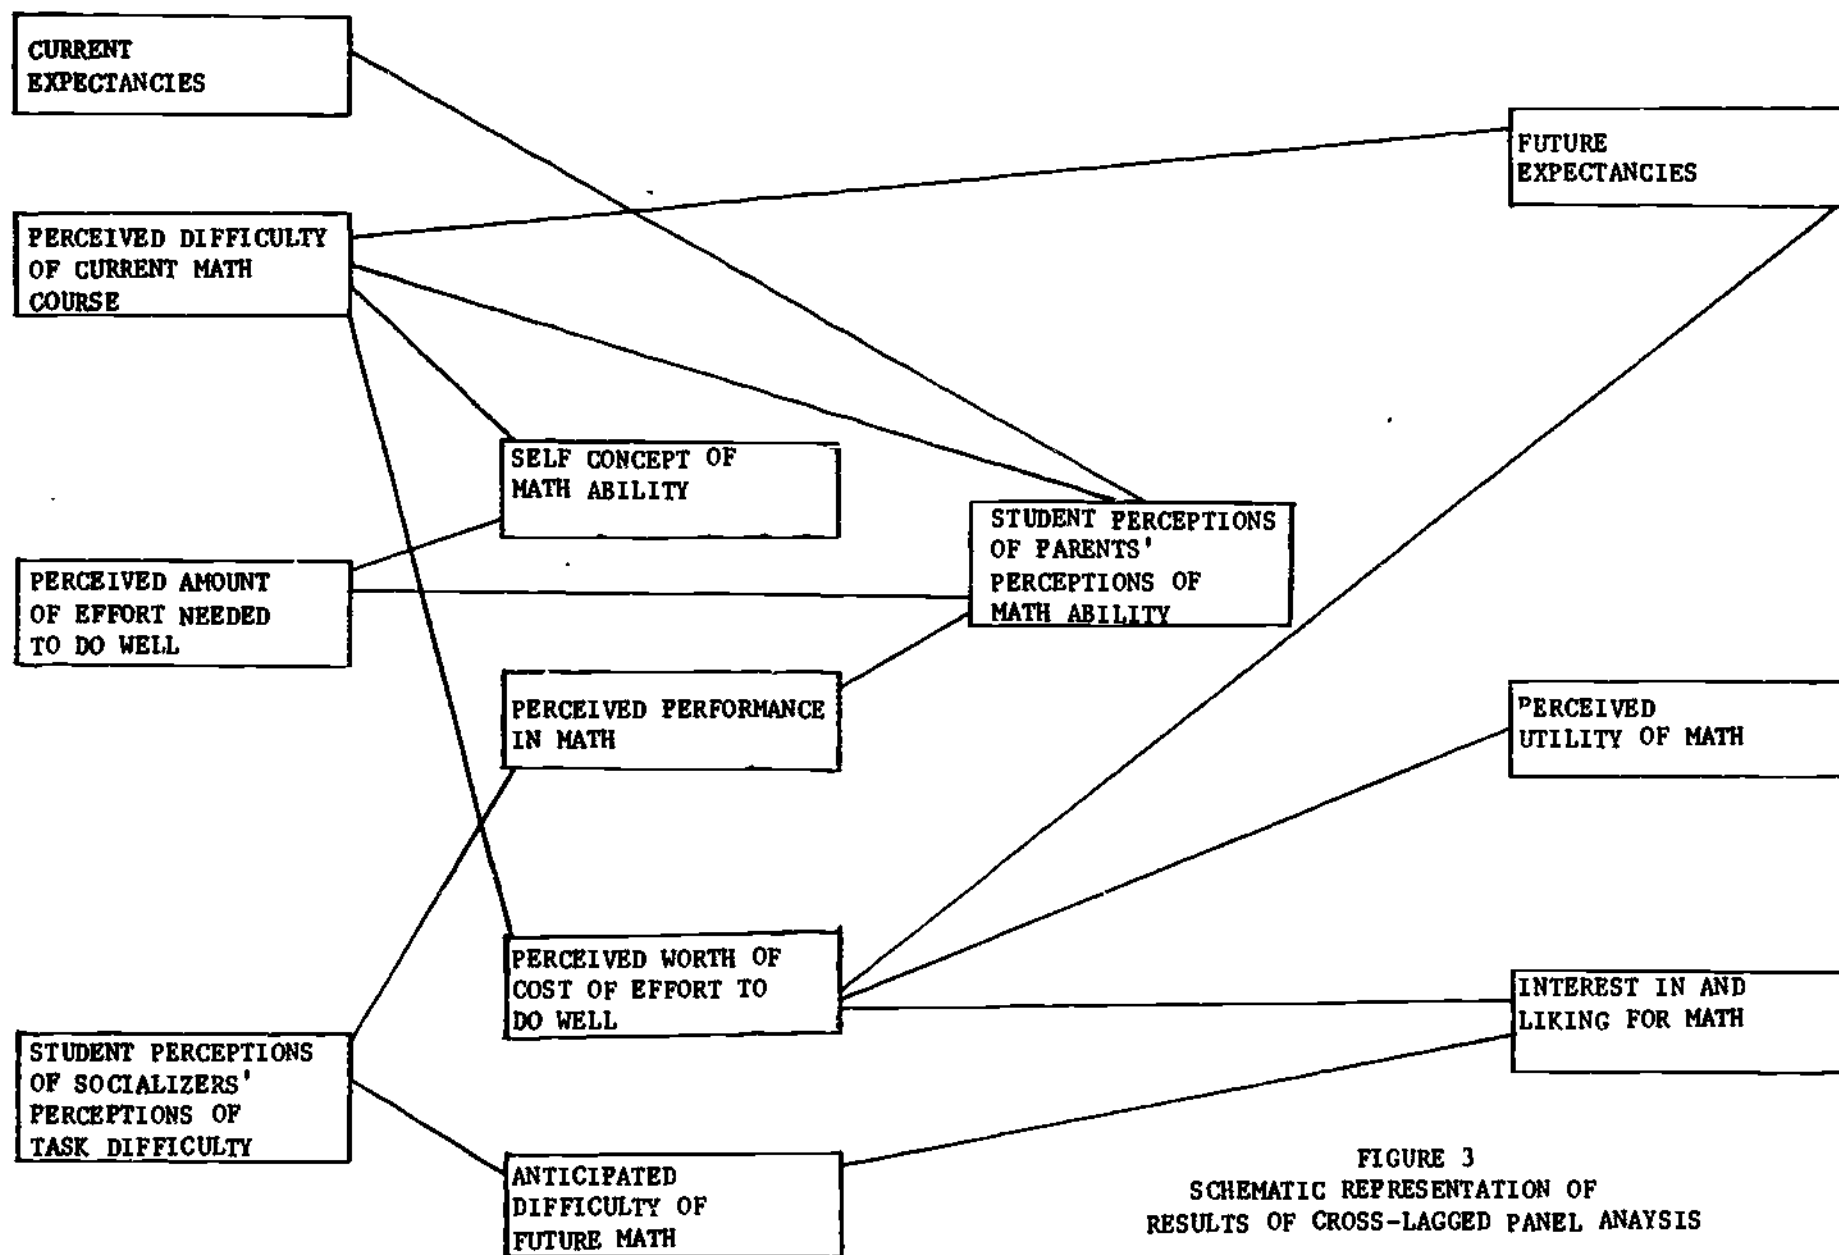 CURRENT
EXPECTANCIES
FUTURE
EXPECTANCIES
PERCEIVED DIFFICULTY
OF CURRENT MATH
COURSE
SELF CONCEPT OF
MATH ABILITY
STUDENT PERCEPTIONS
OF PARENTS'
PERCEPTIONS OF
MATH ABILITY
PERCEIVED AMOUNT
OF EFFORT NEEDED
TO DO WELL
PERCEIVED PERFORMANCE
IN MATH
PERCEIVED
UTILITY OF MATH
PERCEIVED WORTH OF
COST OF EFFORT TO
DO WELL
INTEREST IN AND
LIKING FOR MATH
STUDENT PERCEPTIONS
OF SOCIALIZERS'
PERCEPTIONS OF
TASK DIFFICULTY
ANTICIPATED
DIFFICULTY OF
FUTURE MATH
FIGURE 3
SCHEMATIC REPRESENTATION OF
RESULTS OF CROSS-LAGGED PANEL ANAYSIS